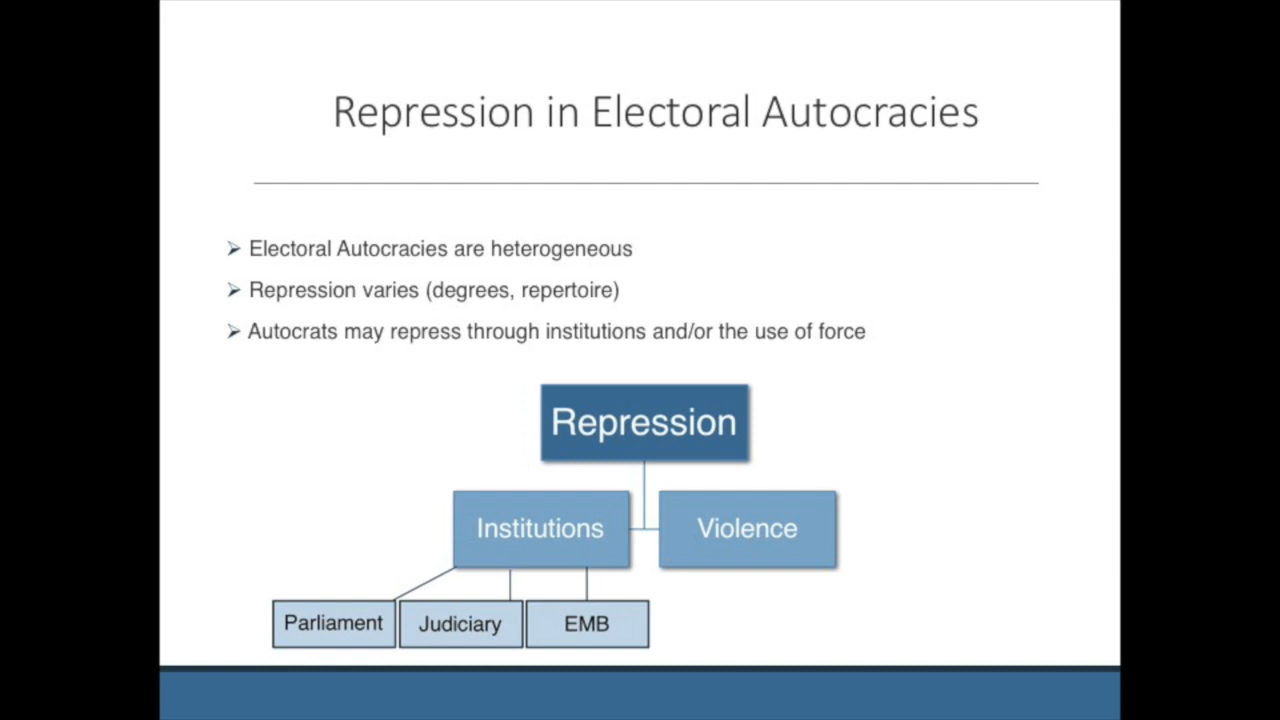 Repression in Electoral Autocracies
Electoral Autocracies are heterogeneous
Repression varies (degrees, repertoire)
Autocrats may repress through institutions and/or the use of force
Repression
Institutions
Violence
Parliament
Judiciary
EMB